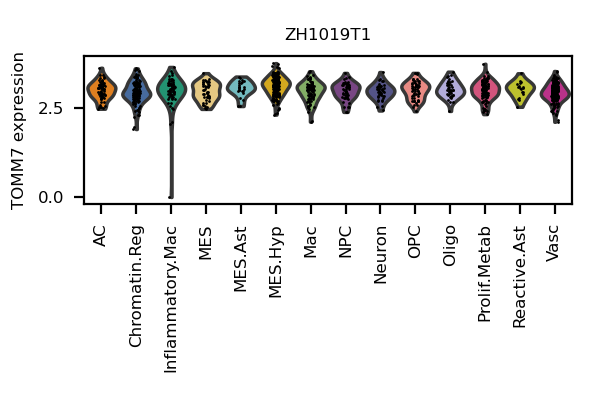 ZH1019T1
TOMM7 expression
2.5
0.0
AC
Chromatin.Reg
Inflammatory.Mac
MES
MES.Ast
MES.Hyp
Mac
NPC
Neuron
OPC
Oligo
Prolif.Metab
Reactive.Ast
Vasc